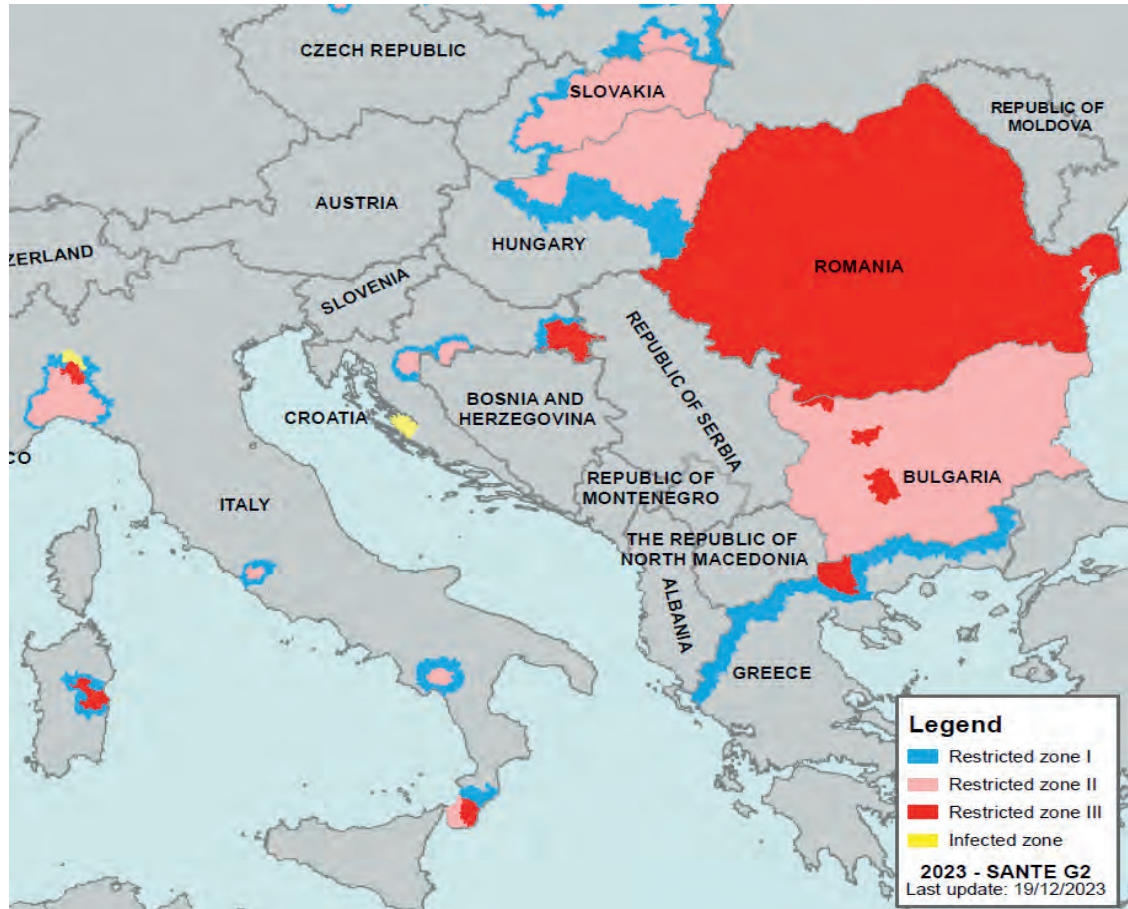 CZECH REPUBLIC
SLOVAKIA
REPUBLIC OF
MOLDOVA
AUSTRIA
HUNGARY
ZERLAND
ROMANIA
SLOVENIA
REPUBLIC OF SERBIA
BOSNIA AND
HERZEGOVINA
CROATIA
CO
BULGARIA
REPUBLIC OF
MONTENEGRO
ITALY
THE REPUBLIC OF
NORTH MACEDONIA
ALBANIA
GREECE
Legend
Restricted zone I
Restricted zone II
Restricted zone III
Infected zone
2023 - SANTE G2
Last update: 19/12/2023